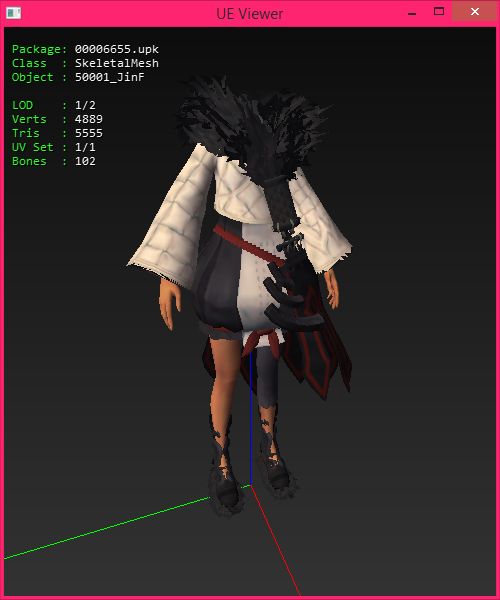 UE Viewer
Package: 00006655.upk
Class : SkeletalMesh
Object : 50001_JinF
LOD : 1/2
Verts : 4889
Tris : 5555
UV Set : 1/1
Bones : 102